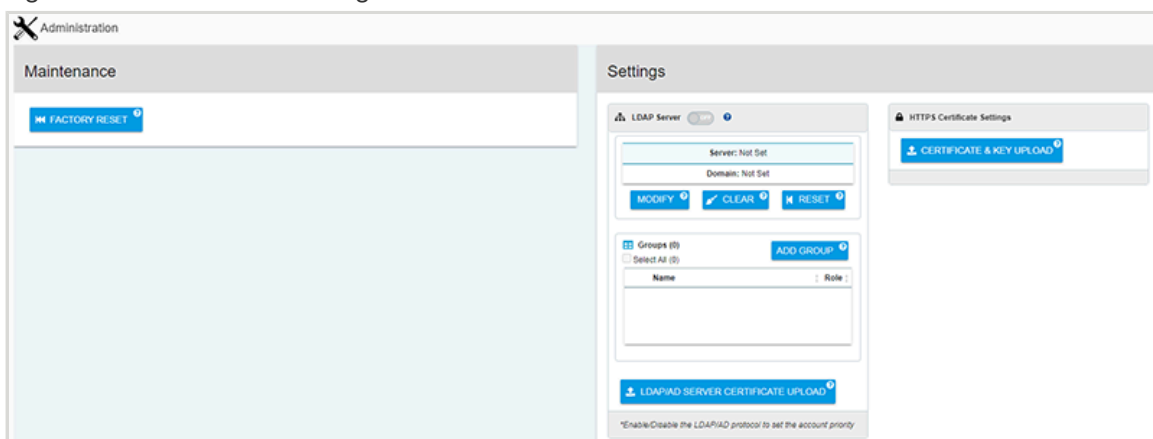 Administration
Maintenance
FACTORY RESET
Settings
LDAP Server OFF
Server: Not Set
Domain: Not Set
MODIFY
CLEAR
RESET
Groups (0)
Select All (0)
ADD GROUP
Name
Role
LDAP/AD SERVER CERTIFICATE UPLOAD
*Enable/Disable the LDAP/AD protocol to set the account priority
HTTPS Certificate Settings
CERTIFICATE & KEY UPLOAD